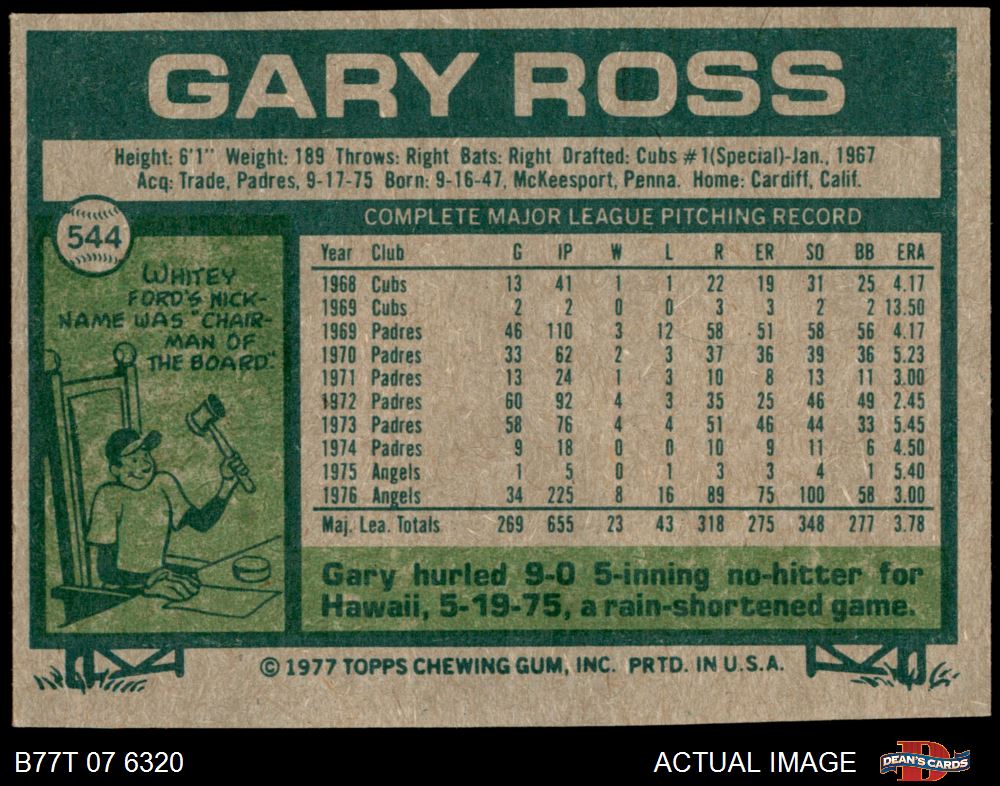 GARY ROSS
Height: 6'1" Weight: 189 Throws: Right Bats: Right Drafted: Cubs #1(Special)-Jan., 1967
Acq: Trade, Padres, 9-17-75 Born: 9-16-47, McKeesport, Penna. Home: Cardiff, Calif.
544
WHITEY
FORD'S NICK-
NAME WAS "CHAIR-
MAN OF
THE BOARD."
COMPLETE MAJOR LEAGUE PITCHING RECORD
Year Club G IP W L R ER SO BB ERA
1968 Cubs 13 41 1 1 22 19 31 25 4.17
1969 Cubs 2 2 0 0 3 3 2 2 13.50
1969 Padres 46 110 3 12 58 51 58 56 4.17
1970 Padres 33 62 2 3 37 36 39 36 5.23
1971 Padres 13 24 1 3 10 8 13 11 3.00
1972 Padres 60 92 4 3 35 25 46 49 2.45
1973 Padres 58 76 4 4 51 46 44 33 5.45
1974 Padres 9 18 0 0 10 9 11 6 4.50
1975 Angels 1 5 0 1 3 3 4 1 5.40
1976 Angels 34 225 8 16 89 75 100 58 3.00
Maj. Lea. Totals 269 655 23 43 318 275 348 277 3.78
Gary hurled 9-0 5-inning no-hitter for
Hawaii, 5-19-75, a rain-shortened game.
© 1977 TOPPS CHEWING GUM, INC. PRTD. IN U.S.A.
B77T 07 6320
ACTUAL IMAGE
D
DEAN'S CARDS